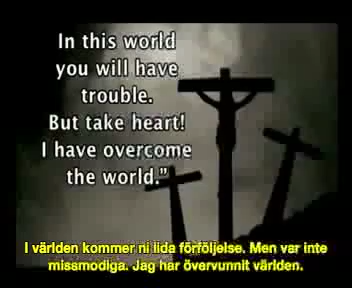 In this world
you will have
trouble.
But take heart!
I have overcome
the world."
I världen kommer ni lida förföljelse. Men var inte
missmodiga. Jag har övervunnit världen.